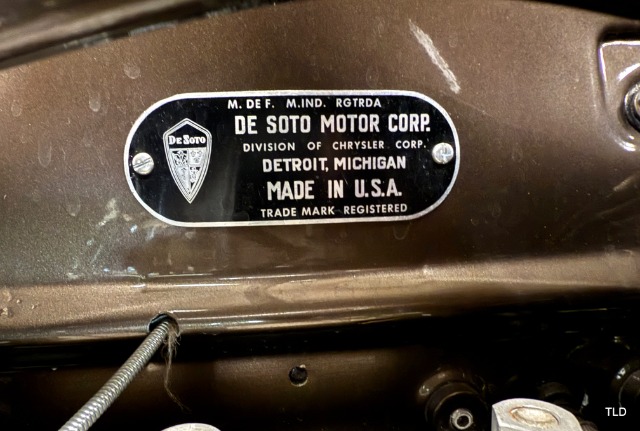 M. DE F. M.IND. RGTRDA
DE SOTO MOTOR CORP.
DIVISION OF CHRYSLER CORP.
DETROIT, MICHIGAN
MADE IN U.S.A.
TRADE MARK REGISTERED
DE SOTO
TLD